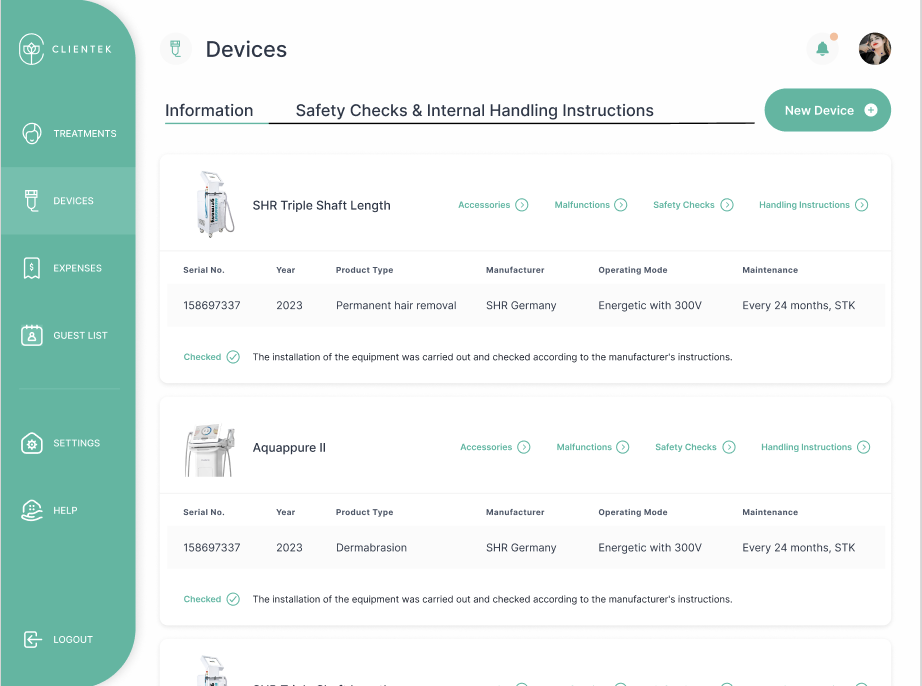 CLIENTEK
Devices
Information
Safety Checks & Internal Handling Instructions
New Device
TREATMENTS
DEVICES
EXPENSES
GUEST LIST
SETTINGS
HELP
LOGOUT
SHR Triple Shaft Length
Accessories
Malfunctions
Safety Checks
Handling Instructions
Serial No. Year Product Type Manufacturer Operating Mode Maintenance
158697337 2023 Permanent hair removal SHR Germany Energetic with 300V Every 24 months, STK
Checked The installation of the equipment was carried out and checked according to the manufacturer's instructions.
Aquappure II
Accessories
Malfunctions
Safety Checks
Handling Instructions
Serial No. Year Product Type Manufacturer Operating Mode Maintenance
158697337 2023 Dermabrasion SHR Germany Energetic with 300V Every 24 months, STK
Checked The installation of the equipment was carried out and checked according to the manufacturer's instructions.